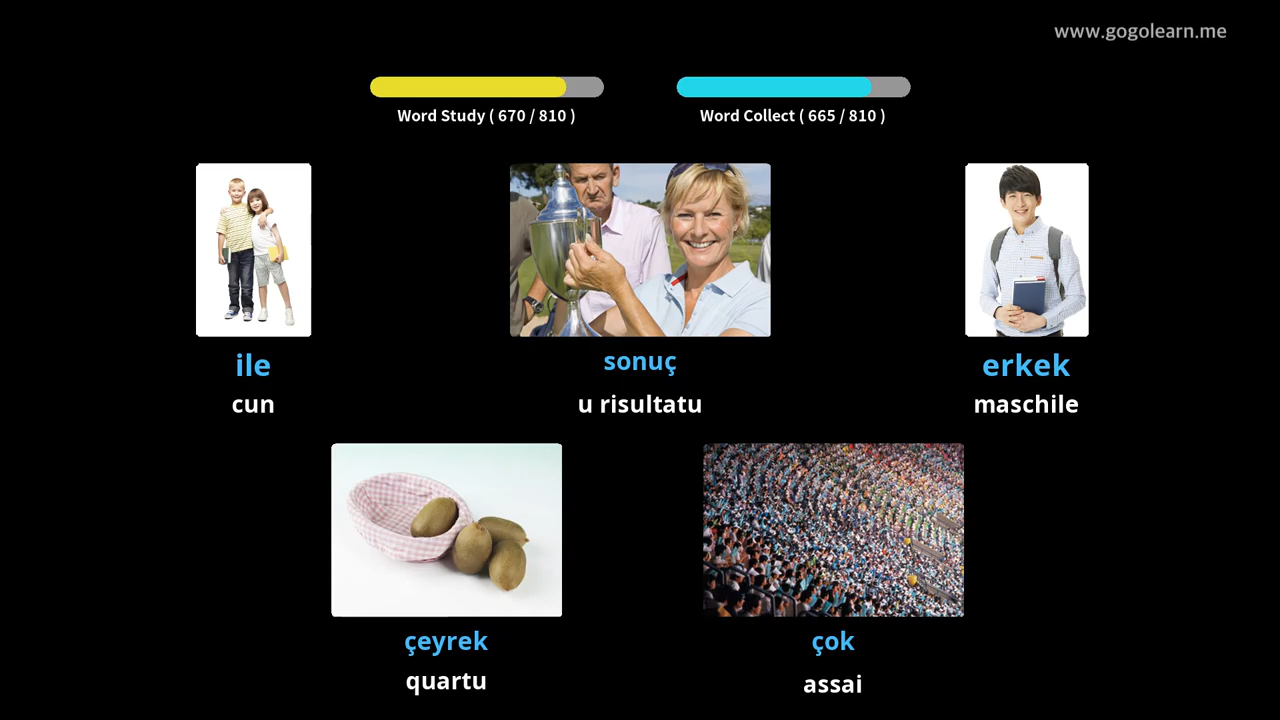 www.gogolearn.me
Word Study ( 670 / 810 )
Word Collect ( 665 / 810 )
ile
cun
sonuç
u risultatu
erkek
maschile
çeyrek
quartu
çok
assai